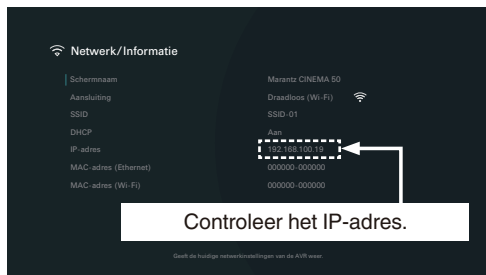 Netwerk/Informatie
Schermnaam Marantz CINEMA 50
Aansluiting Draadloos (Wi-Fi)
SSID SSID-01
DHCP Aan
IP-adres 192.168.100.19
MAC-adres (Ethernet) 000000-000000
MAC-adres (Wi-Fi) 000000-000000
Controleer het IP-adres.
Geeft de huidige netwerkinstellingen van de AVR weer.